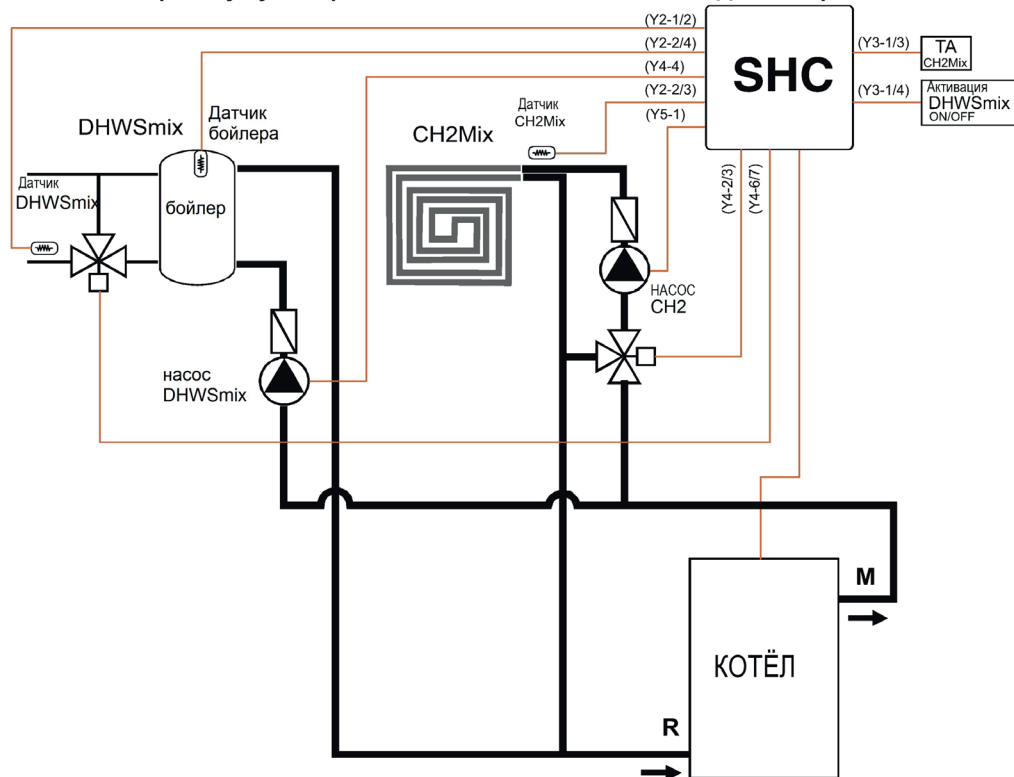 (Y2-1/2)
(Y2-2/4)
(Y4-4)
(Y2-2/3)
(Y5-1)
SHC
(Y3-1/3)
TA
CH2Mix
(Y3-1/4)
Активация
DHWSmix
ON/OFF
(Y4-2/3)
(Y4-6/7)
DHWSmix
Датчик
бойлера
Датчик
CH2Mix
CH2Mix
Датчик
DHWSmix
бойлер
НАСОС
CH2
насос
DHWSmix
M
КОТЁЛ
R